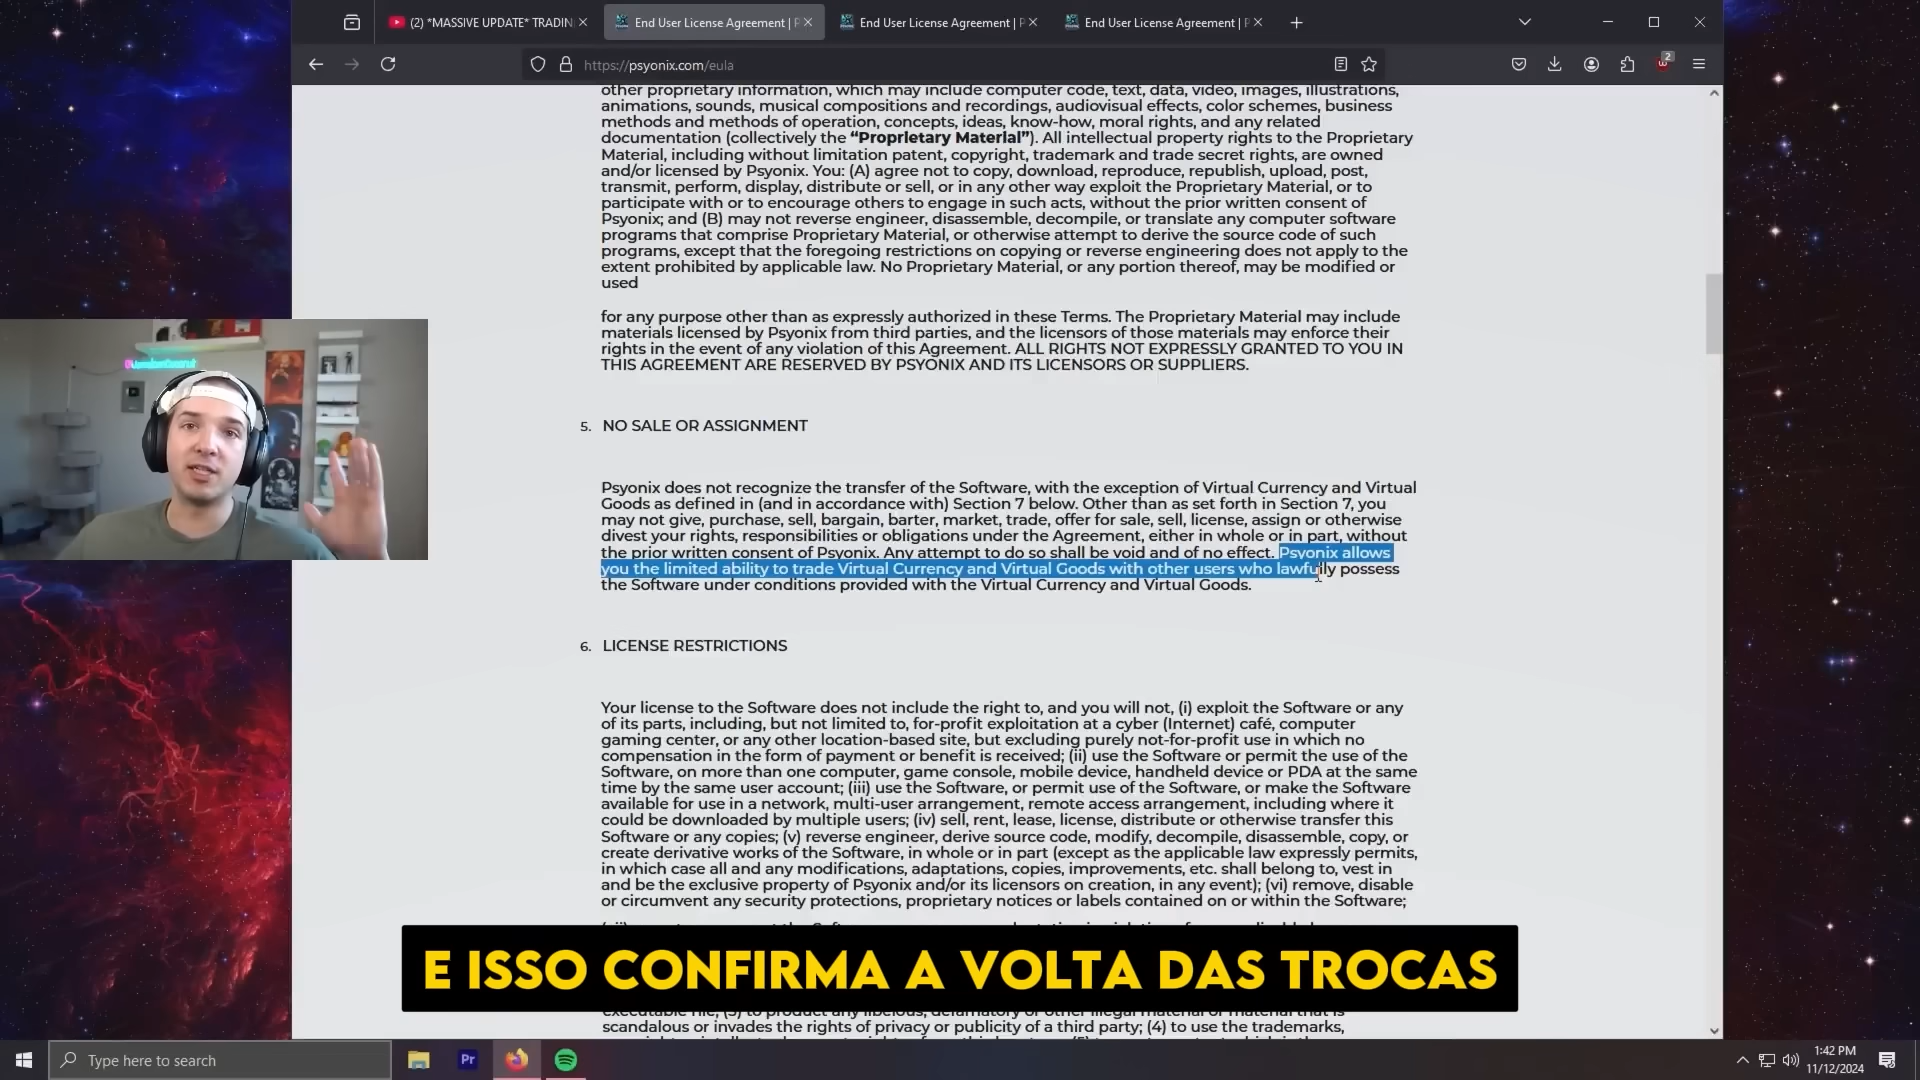 (2) *MASSIVE UPDATE* TRADIN
End User License Agreement | P
End User License Agreement | P
End User License Agreement | P
https://psyonix.com/eula
2
other proprietary information, which may include computer code, text, data, video, images, illustrations,
animations, sounds, musical compositions and recordings, audiovisual effects, color schemes, business
methods and methods of operation, concepts, ideas, know-how, moral rights, and any related
documentation (collectively the “Proprietary Material”). All intellectual property rights to the Proprietary
Material, including without limitation patent, copyright, trademark and trade secret rights, are owned
and/or licensed by Psyonix. You: (A) agree not to copy, download, reproduce, republish, upload, post,
transmit, perform, display, distribute or sell, or in any other way exploit the Proprietary Material, or to
participate with or to encourage others to engage in such acts, without the prior written consent of
Psyonix; and (B) may not reverse engineer, disassemble, decompile, or translate any computer software
programs that comprise Proprietary Material, or otherwise attempt to derive the source code of such
programs, except that the foregoing restrictions on copying or reverse engineering does not apply to the
extent prohibited by applicable law. No Proprietary Material, or any portion thereof, may be modified or
used
for any purpose other than as expressly authorized in these Terms. The Proprietary Material may include
materials licensed by Psyonix from third parties, and the licensors of those materials may enforce their
rights in the event of any violation of this Agreement. ALL RIGHTS NOT EXPRESSLY GRANTED TO YOU IN
THIS AGREEMENT ARE RESERVED BY PSYONIX AND ITS LICENSORS OR SUPPLIERS.
5. NO SALE OR ASSIGNMENT
Psyonix does not recognize the transfer of the Software, with the exception of Virtual Currency and Virtual
Goods as defined in (and in accordance with) Section 7 below. Other than as set forth in Section 7, you
may not give, purchase, sell, bargain, barter, market, trade, offer for sale, sell, license, assign or otherwise
divest your rights, responsibilities or obligations under the Agreement, either in whole or in part, without
the prior written consent of Psyonix. Any attempt to do so shall be void and of no effect. Psyonix allows
you the limited ability to trade Virtual Currency and Virtual Goods with other users who lawfully possess
the Software under conditions provided with the Virtual Currency and Virtual Goods.
6. LICENSE RESTRICTIONS
Your license to the Software does not include the right to, and you will not, (i) exploit the Software or any
of its parts, including, but not limited to, for-profit exploitation at a cyber (Internet) café, computer
gaming center, or any other location-based site, but excluding purely not-for-profit use in which no
compensation in the form of payment or benefit is received; (ii) use the Software or permit the use of the
Software, on more than one computer, game console, mobile device, handheld device or PDA at the same
time by the same user account; (iii) use the Software, or permit use of the Software, or make the Software
available for use in a network, multi-user arrangement, remote access arrangement, including where it
could be downloaded by multiple users; (iv) sell, rent, lease, license, distribute or otherwise transfer this
Software or any copies; (v) reverse engineer, derive source code, modify, decompile, disassemble, copy, or
create derivative works of the Software, in whole or in part (except as the applicable law expressly permits,
in which case all and any modifications, adaptations, copies, improvements, etc. shall belong to, vest in
and be the exclusive property of Psyonix and/or its licensors on creation, in any event); (vi) remove, disable
or circumvent any security protections, proprietary notices or labels contained on or within the Software;
E ISSO CONFIRMA A VOLTA DAS TROCAS
scandalous or invades the rights of privacy or publicity of a third party; (4) to use the trademarks,
Type here to search
Pr
1:42 PM
11/12/2024